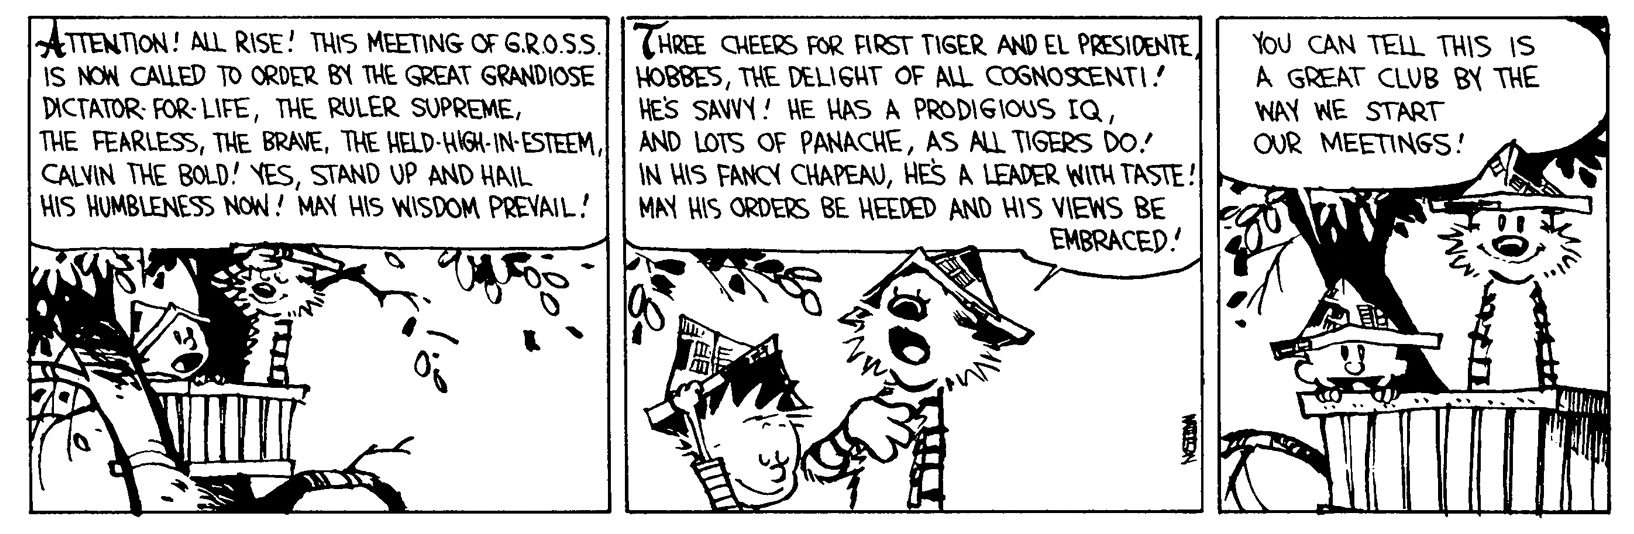 ATTENTION! ALL RISE! THIS MEETING OF G.R.O.S.S.
IS NOW CALLED TO ORDER BY THE GREAT GRANDIOSE
DICTATOR-FOR-LIFE, THE RULER SUPREME,
THE FEARLESS, THE BRAVE, THE HELD-HIGH-IN-ESTEEM,
CALVIN THE BOLD! YES, STAND UP AND HAIL
HIS HUMBLENESS NOW! MAY HIS WISDOM PREVAIL!
THREE CHEERS FOR FIRST TIGER AND EL PRESIDENTE,
HOBBES, THE DELIGHT OF ALL COGNOSCENTI!
HE'S SAVVY! HE HAS A PRODIGIOUS IQ,
AND LOTS OF PANACHE, AS ALL TIGERS DO!
IN HIS FANCY CHAPEAU, HE'S A LEADER WITH TASTE!
MAY HIS ORDERS BE HEEDED AND HIS VIEWS BE
EMBRACED!
WATTERSON
YOU CAN TELL THIS IS
A GREAT CLUB BY THE
WAY WE START
OUR MEETINGS!